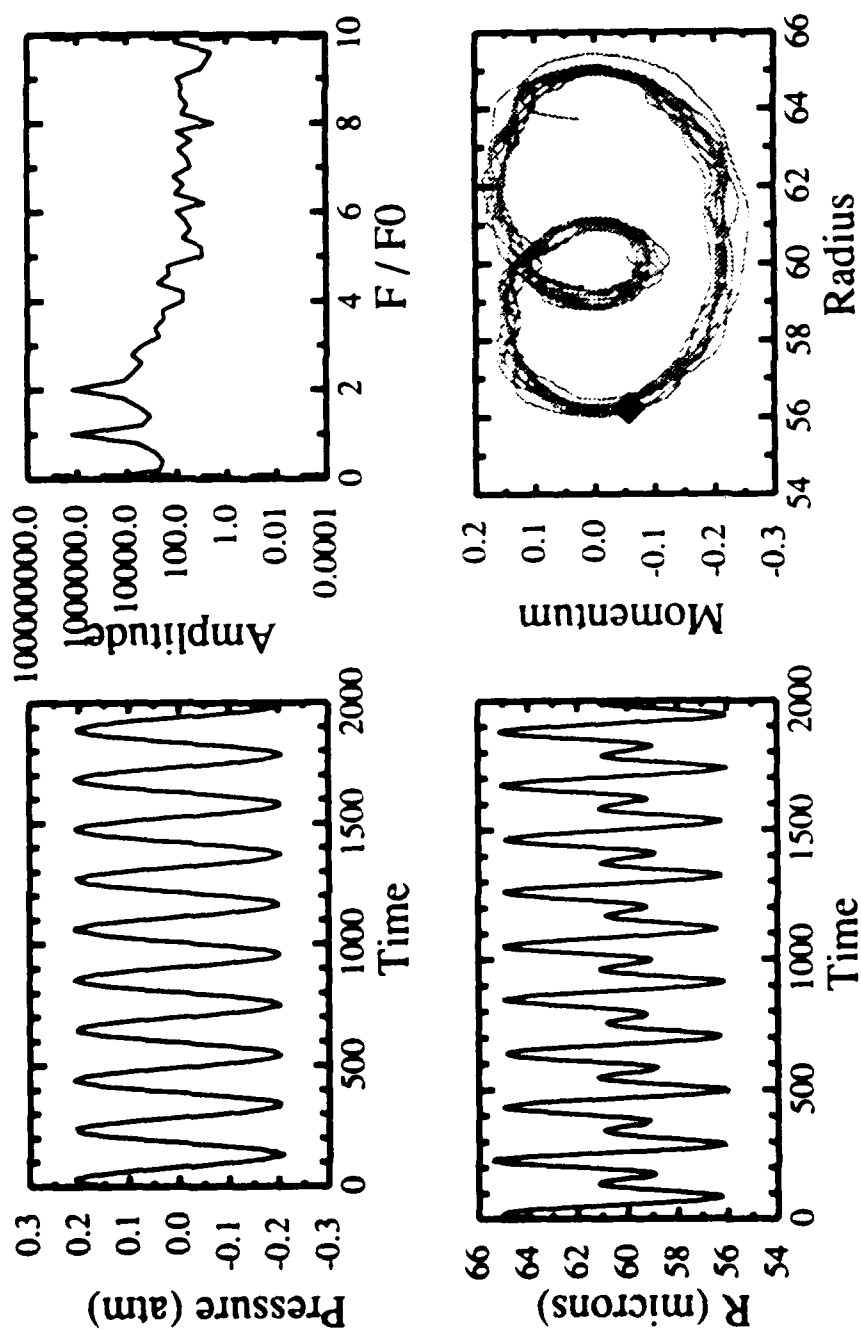 Pressure (atm)
0.3
0.2
0.1
0.0
-0.1
-0.2
-0.3
0 500 1000 1500 2000
Time
Amplitude
100000000.0
1000000.0
10000.0
100.0
1.0
0.01
0.0001
0 2 4 6 8 10
F / F0
R (microns)
66
64
62
60
58
56
54
0 500 1000 1500 2000
Time
Momentum
0.2
0.1
0.0
-0.1
-0.2
-0.3
54 56 58 60 62 64 66
Radius